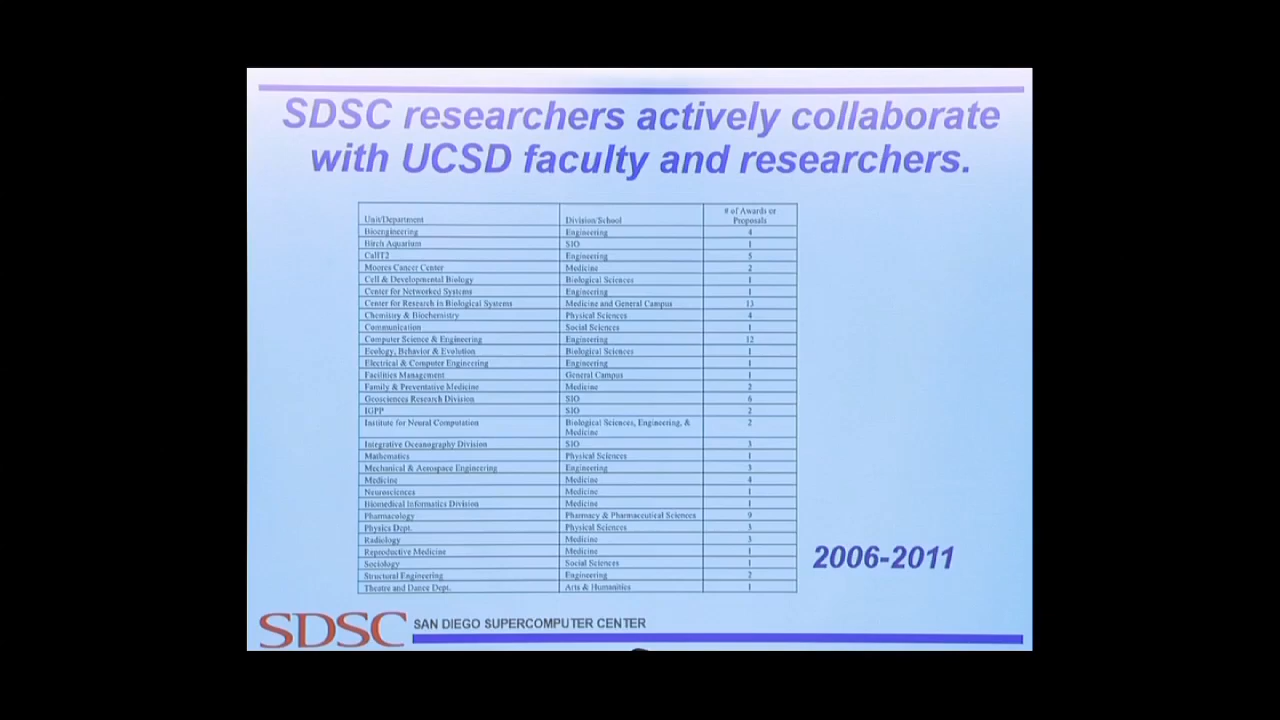 SDSC researchers actively collaborate
with UCSD faculty and researchers.
Unit/Department Division/School # of Awards or Proposals
Bioengineering Engineering 4
Birch Aquarium SIO 1
CalIT2 Engineering 5
Moores Cancer Center Medicine 2
Cell & Developmental Biology Biological Sciences 1
Center for Networked Systems Engineering 1
Center for Research in Biological Systems Medicine and General Campus 13
Chemistry & Biochemistry Physical Sciences 4
Communication Social Sciences 1
Computer Science & Engineering Engineering 12
Ecology, Behavior & Evolution Biological Sciences 1
Electrical & Computer Engineering Engineering 1
Facilities Management General Campus 1
Family & Preventative Medicine Medicine 2
Geosciences Research Division SIO 6
IGPP SIO 2
Institute for Neural Computation Biological Sciences, Engineering, & Medicine 2
Integrative Oceanography Division SIO 3
Mathematics Physical Sciences 1
Mechanical & Aerospace Engineering Engineering 3
Medicine Medicine 4
Neurosciences Medicine 1
Biomedical Informatics Division Medicine 1
Pharmacology Pharmacy & Pharmaceutical Sciences 9
Physics Dept. Physical Sciences 3
Radiology Medicine 3
Reproductive Medicine Medicine 1
Sociology Social Sciences 1
Structural Engineering Engineering 2
Theatre and Dance Dept. Arts & Humanities 1
2006-2011
SDSC SAN DIEGO SUPERCOMPUTER CENTER